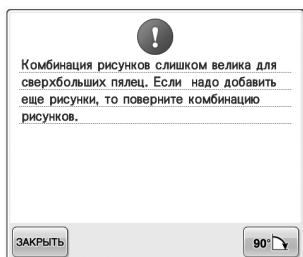 Комбинация рисунков слишком велика для
сверхбольших пялец. Если надо добавить
еще рисунки, то поверните комбинацию
рисунков.
ЗАКРЫТЬ
90°